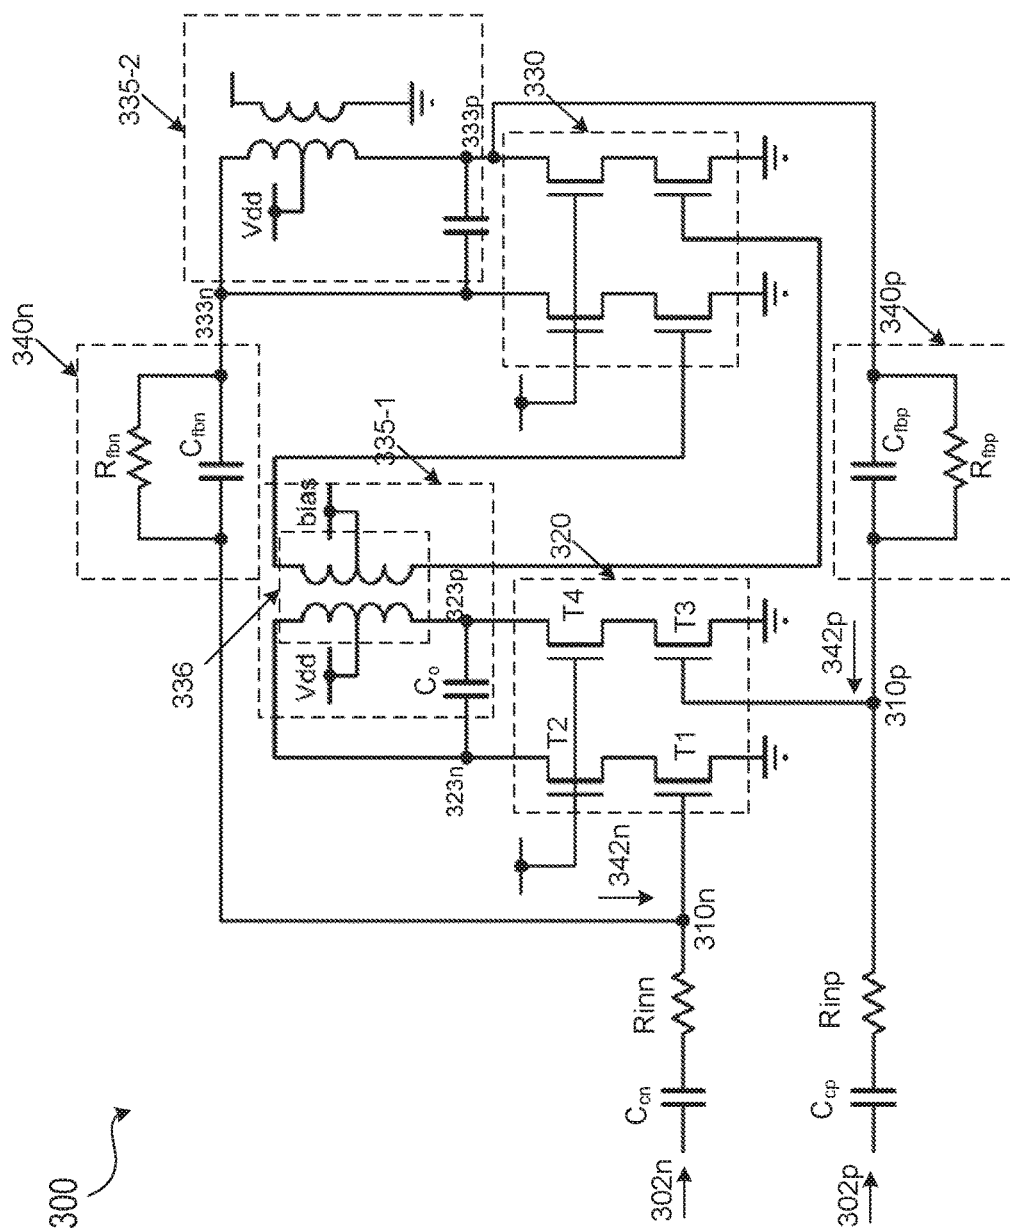 300
340n
335-2
Rfbn
Cfbn
333n
Vdd
333p
330
336
335-1
Vdd
bias
323n
Co
323p
320
T2
T4
T1
T3
342n
310n
Rinn
Ccn
302n
342p
310p
Rinp
Ccp
302p
340p
Cfbp
Rfbp